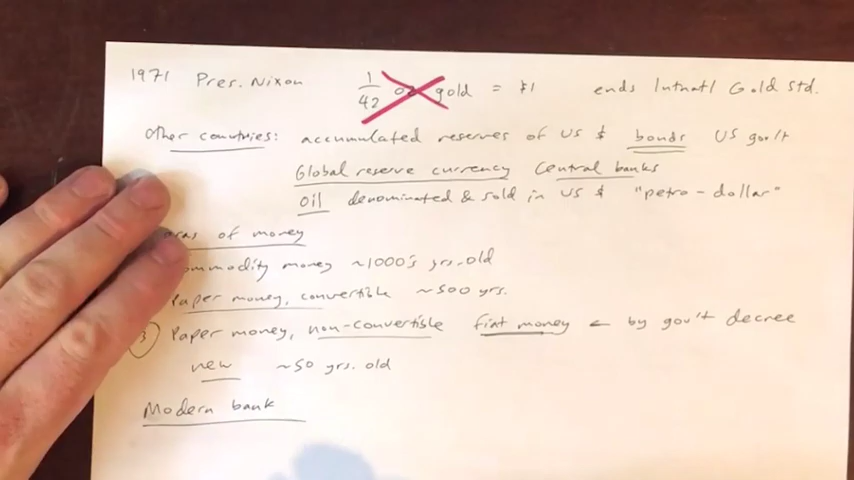 1971 Pres. Nixon 1/42 oz gold = $1 ends Intnat'l Gold Std.
Other countries: accumulated reserves of US $ bonds US gov't
Global reserve currency Central banks
Oil denominated & sold in US $ "petro-dollar"
of money
ommodity money ~1000's yrs. old
Paper money, convertible ~500 yrs.
3 Paper money, non-convertible fiat money ← by gov't decree
new ~50 yrs. old
Modern bank